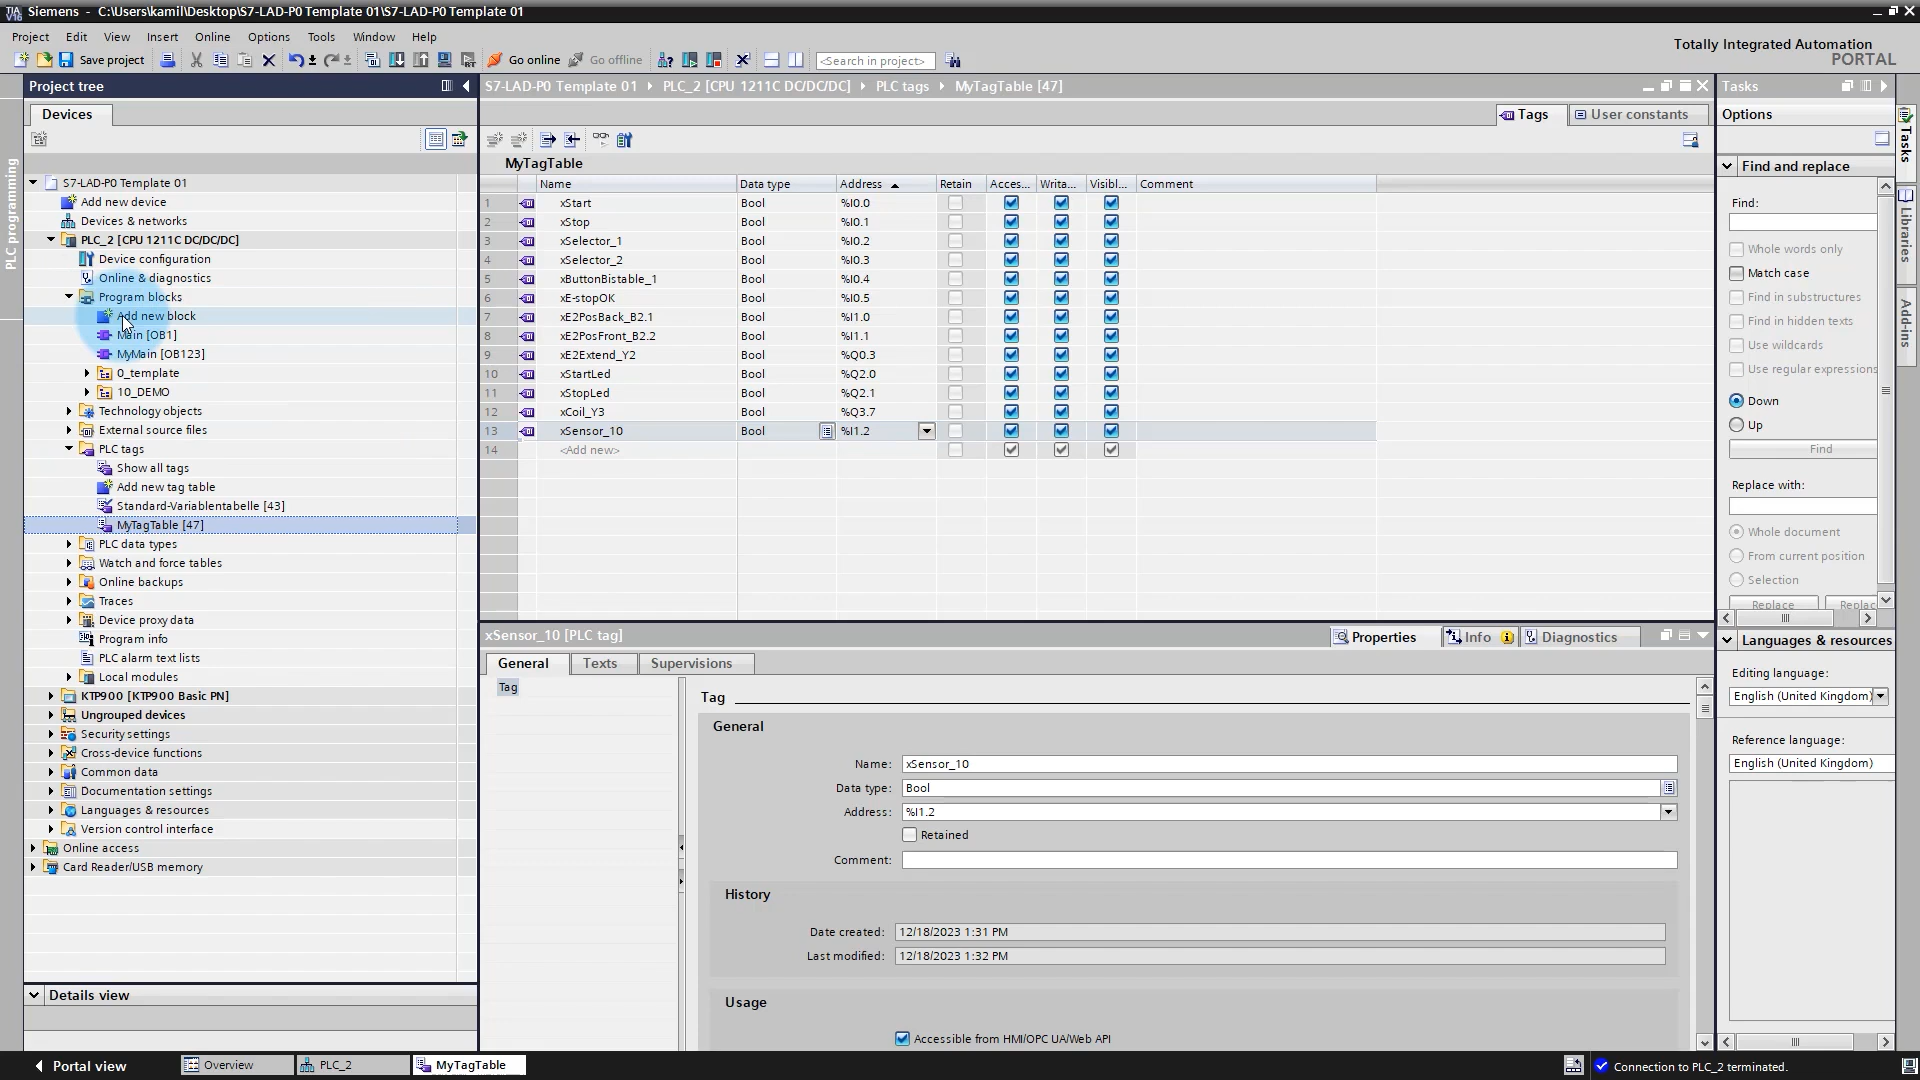 Siemens - C:\Users\kamil\Desktop\S7-LAD-P0 Template 01\S7-LAD-P0 Template 01
Project Edit View Insert Online Options Tools Window Help
Totally Integrated Automation
PORTAL
Save project
Go online
Go offline
<Search in project>
Project tree
S7-LAD-P0 Template 01 PLC_2 [CPU 1211C DC/DC/DC] PLC tags MyTagTable [47]
Tasks
Devices
Tags
User constants
Options
PLC programming
Tasks
Libraries
Add-ins
S7-LAD-P0 Template 01
Add new device
Devices & networks
PLC_2 [CPU 1211C DC/DC/DC]
Device configuration
Online & diagnostics
Program blocks
Add new block
Main [OB1]
MyMain [OB123]
0_template
10_DEMO
Technology objects
External source files
PLC tags
Show all tags
Add new tag table
Standard-Variablentabelle [43]
MyTagTable [47]
PLC data types
Watch and force tables
Online backups
Traces
Device proxy data
Program info
PLC alarm text lists
Local modules
KTP900 [KTP900 Basic PN]
Ungrouped devices
Security settings
Cross-device functions
Common data
Documentation settings
Languages & resources
Version control interface
Online access
Card Reader/USB memory
Details view
MyTagTable
Name Data type Address Retain Acces... Writa... Visibl... Comment
1 xStart Bool %I0.0
2 xStop Bool %I0.1
3 xSelector_1 Bool %I0.2
4 xSelector_2 Bool %I0.3
5 xButtonBistable_1 Bool %I0.4
6 xE-stopOK Bool %I0.5
7 xE2PosBack_B2.1 Bool %I1.0
8 xE2PosFront_B2.2 Bool %I1.1
9 xE2Extend_Y2 Bool %Q0.3
10 xStartLed Bool %Q2.0
11 xStopLed Bool %Q2.1
12 xCoil_Y3 Bool %Q3.7
13 xSensor_10 Bool %I1.2
14 <Add new>
xSensor_10 [PLC tag]
Properties Info Diagnostics
General Texts Supervisions
Tag
Tag
General
Name: xSensor_10
Data type: Bool
Address: %I1.2
Retained
Comment:
History
Date created: 12/18/2023 1:31 PM
Last modified: 12/18/2023 1:32 PM
Usage
Accessible from HMI/OPC UA/Web API
Find and replace
Find:
Whole words only
Match case
Find in substructures
Find in hidden texts
Use wildcards
Use regular expressions
Down
Up
Find
Replace with:
Whole document
From current position
Selection
Replace Replac
Languages & resources
Editing language:
English (United Kingdom)
Reference language:
English (United Kingdom)
Portal view Overview PLC_2 MyTagTable
Connection to PLC_2 terminated.